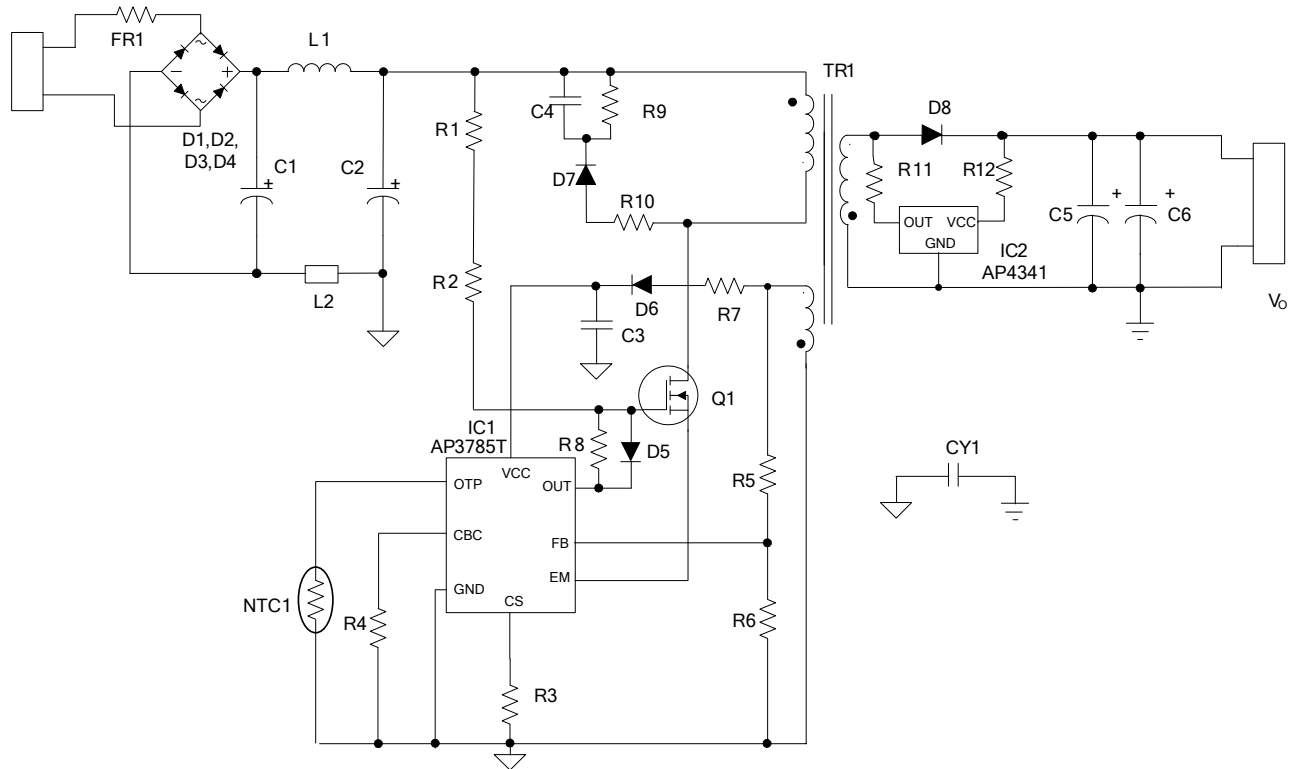 FR1
L1
TR1
~
~
−
+
D8
C4
R9
R1
D1,D2,
D3,D4
C1
C2
R11
R12
D7
R10
OUT
VCC
GND
C5
+
+
C6
IC2
AP4341
R2
L2
D6
R7
C3
VO
Q1
IC1
AP3785T
R8
D5
CY1
VCC
OTP
OUT
R5
CBC
FB
EM
GND
CS
NTC1
R4
R6
R3